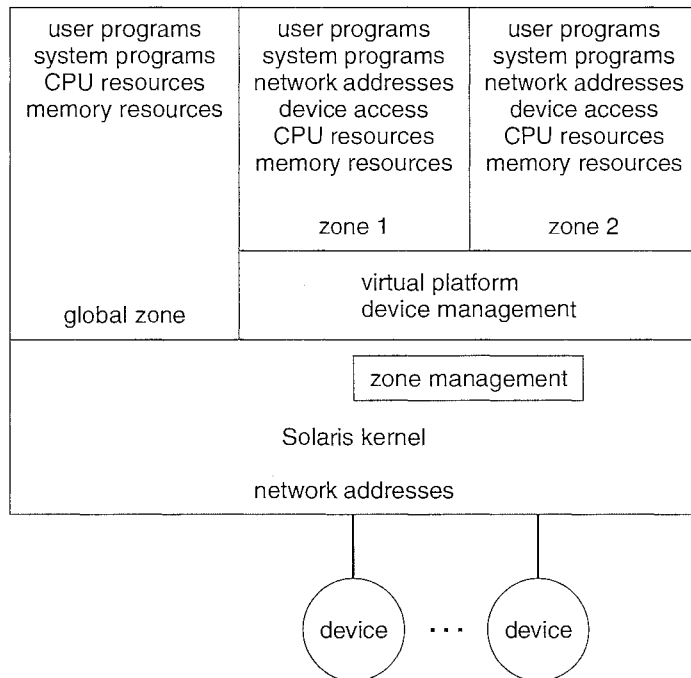 user programs
system programs
CPU resources
memory resources
global zone
user programs
system programs
network addresses
device access
CPU resources
memory resources
zone 1
user programs
system programs
network addresses
device access
CPU resources
memory resources
zone 2
virtual platform
device management
zone management
Solaris kernel
network addresses
device
...
device